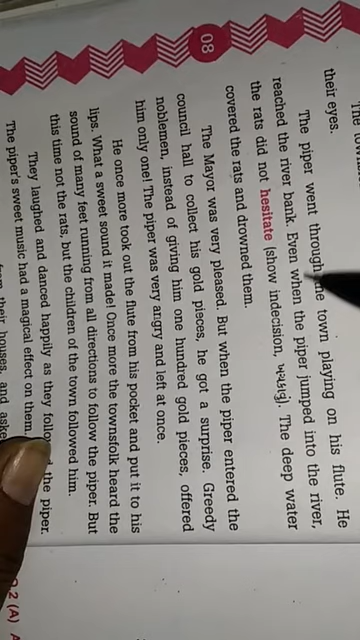 The
their eyes.
The piper went through the town playing on his flute. He
reached the river bank. Even when the piper jumped into the river,
the rats did not hesitate (show indecision, અચકાવું). The deep water
covered the rats and drowned them.
The Mayor was very pleased. But when the piper entered the
council hall to collect his gold pieces, he got a surprise. Greedy
noblemen, instead of giving him one hundred gold pieces, offered
him only one! The piper was very angry and left at once.
He once more took out the flute from his pocket and put it to his
lips. What a sweet sound it made! Once more the townsfolk heard the
sound of many feet running from all directions to follow the piper. But
this time not the rats, but the children of the town followed him.
They laughed and danced happily as they the piper.
The piper's sweet music had a magical effect on them.
from their houses, and
80
2 (A)